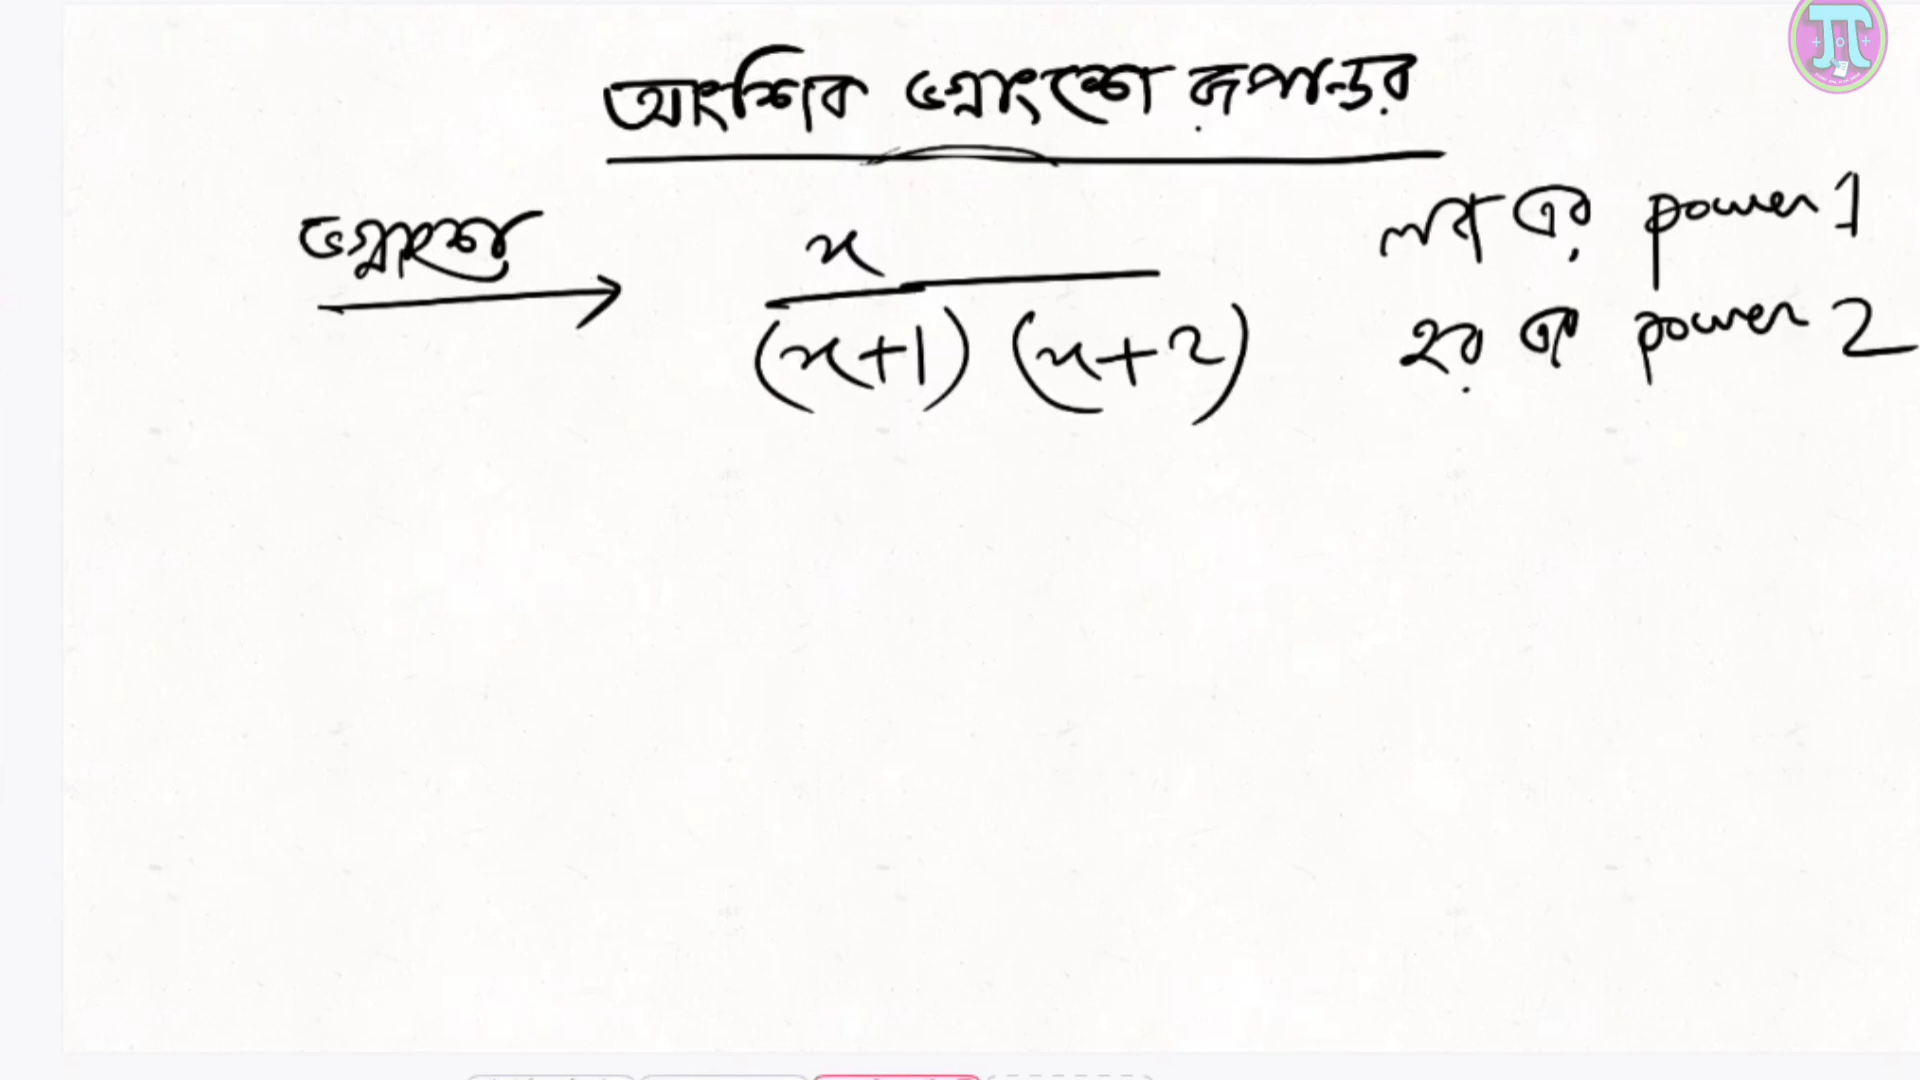 আংশিক ভগ্নাংশে রূপান্তর
ভগ্নাংশ x লব এর power 1
(x+1) (x+2) হর এর power 2